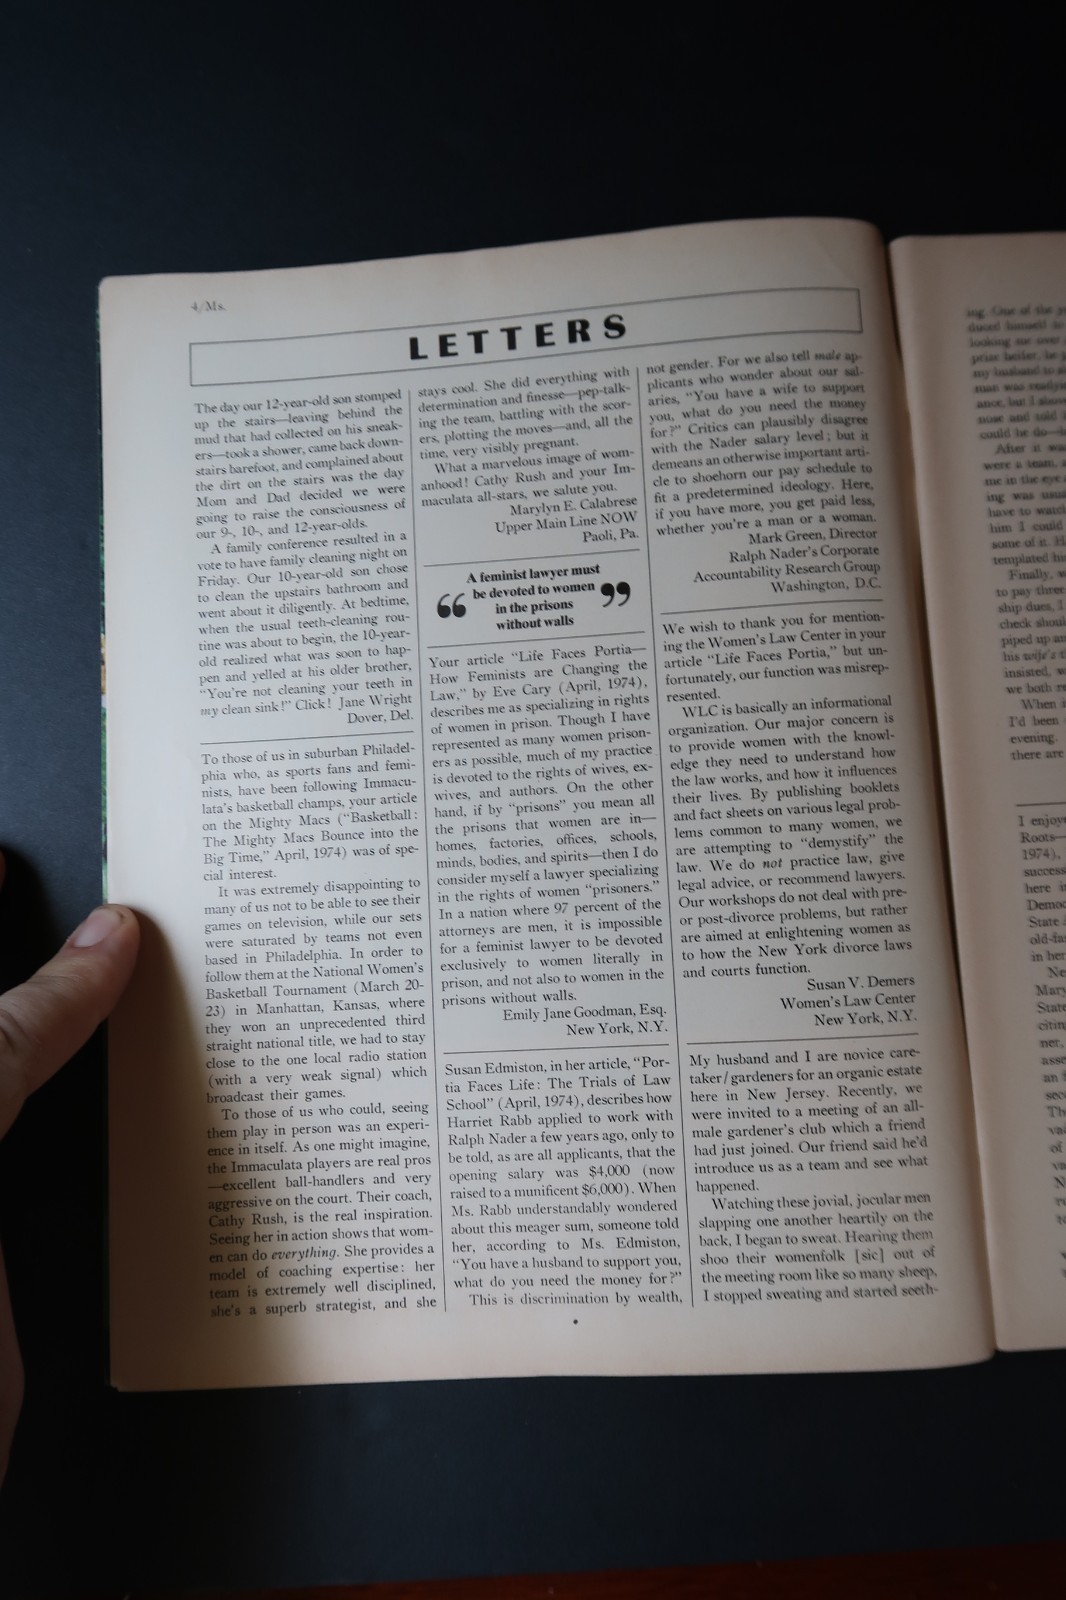 4/Ms.
LETTERS
The day our 12-year-old son stomped
up the stairs—leaving behind the
mud that had collected on his sneak-
ers—took a shower, came back down-
stairs barefoot, and complained about
the dirt on the stairs was the day
Mom and Dad decided we were
going to raise the consciousness of
our 9-, 10-, and 12-year-olds.
A family conference resulted in a
vote to have family cleaning night on
Friday. Our 10-year-old son chose
to clean the upstairs bathroom and
went about it diligently. At bedtime,
when the usual teeth-cleaning rou-
tine was about to begin, the 10-year-
old realized what was soon to hap-
pen and yelled at his older brother,
"You're not cleaning your teeth in
my clean sink!" Click! Jane Wright
Dover, Del.
To those of us in suburban Philadel-
phia who, as sports fans and femi-
nists, have been following Immacu-
lata's basketball champs, your article
on the Mighty Macs ("Basketball:
The Mighty Macs Bounce into the
Big Time," April, 1974) was of spe-
cial interest.
It was extremely disappointing to
many of us not to be able to see their
games on television, while our sets
were saturated by teams not even
based in Philadelphia. In order to
follow them at the National Women's
Basketball Tournament (March 20-
23) in Manhattan, Kansas, where
they won an unprecedented third
straight national title, we had to stay
close to the one local radio station
(with a very weak signal) which
broadcast their games.
To those of us who could, seeing
them play in person was an experi-
ence in itself. As one might imagine,
the Immaculata players are real pros
—excellent ball-handlers and very
aggressive on the court. Their coach,
Cathy Rush, is the real inspiration.
Seeing her in action shows that wom-
en can do everything. She provides a
model of coaching expertise: her
team is extremely well disciplined,
she's a superb strategist, and she
stays cool. She did everything with
determination and finesse—pep-talk-
ing the team, battling with the scor-
ers, plotting the moves—and, all the
time, very visibly pregnant.
What a marvelous image of wom-
anhood! Cathy Rush and your Im-
maculata all-stars, we salute you.
Marylyn E. Calabrese
Upper Main Line NOW
Paoli, Pa.
A feminist lawyer must
“ be devoted to women ”
in the prisons
without walls
Your article "Life Faces Portia—
How Feminists are Changing the
Law," by Eve Cary (April, 1974),
describes me as specializing in rights
of women in prison. Though I have
represented as many women prison-
ers as possible, much of my practice
is devoted to the rights of wives, ex-
wives, and authors. On the other
hand, if by "prisons" you mean all
the prisons that women are in—
homes, factories, offices, schools,
minds, bodies, and spirits—then I do
consider myself a lawyer specializing
in the rights of women "prisoners."
In a nation where 97 percent of the
attorneys are men, it is impossible
for a feminist lawyer to be devoted
exclusively to women literally in
prison, and not also to women in the
prisons without walls.
Emily Jane Goodman, Esq.
New York, N.Y.
Susan Edmiston, in her article, "Por-
tia Faces Life: The Trials of Law
School" (April, 1974), describes how
Harriet Rabb applied to work with
Ralph Nader a few years ago, only to
be told, as are all applicants, that the
opening salary was $4,000 (now
raised to a munificent $6,000). When
Ms. Rabb understandably wondered
about this meager sum, someone told
her, according to Ms. Edmiston,
"You have a husband to support you,
what do you need the money for?"
This is discrimination by wealth,
not gender. For we also tell male ap-
plicants who wonder about our sal-
aries, "You have a wife to support
you, what do you need the money
for?" Critics can plausibly disagree
with the Nader salary level; but it
demeans an otherwise important arti-
cle to shoehorn our pay schedule to
fit a predetermined ideology. Here,
if you have more, you get paid less,
whether you're a man or a woman.
Mark Green, Director
Ralph Nader's Corporate
Accountability Research Group
Washington, D.C.
We wish to thank you for mention-
ing the Women's Law Center in your
article "Life Faces Portia," but un-
fortunately, our function was misrep-
resented.
WLC is basically an informational
organization. Our major concern is
to provide women with the knowl-
edge they need to understand how
the law works, and how it influences
their lives. By publishing booklets
and fact sheets on various legal prob-
lems common to many women, we
are attempting to "demystify" the
law. We do not practice law, give
legal advice, or recommend lawyers.
Our workshops do not deal with pre-
or post-divorce problems, but rather
are aimed at enlightening women as
to how the New York divorce laws
and courts function.
Susan V. Demers
Women's Law Center
New York, N.Y.
My husband and I are novice care-
taker/gardeners for an organic estate
here in New Jersey. Recently, we
were invited to a meeting of an all-
male gardener's club which a friend
had just joined. Our friend said he'd
introduce us as a team and see what
happened.
Watching these jovial, jocular men
slapping one another heartily on the
back, I began to sweat. Hearing them
shoo their womenfolk [sic] out of
the meeting room like so many sheep,
I stopped sweating and started seeth-